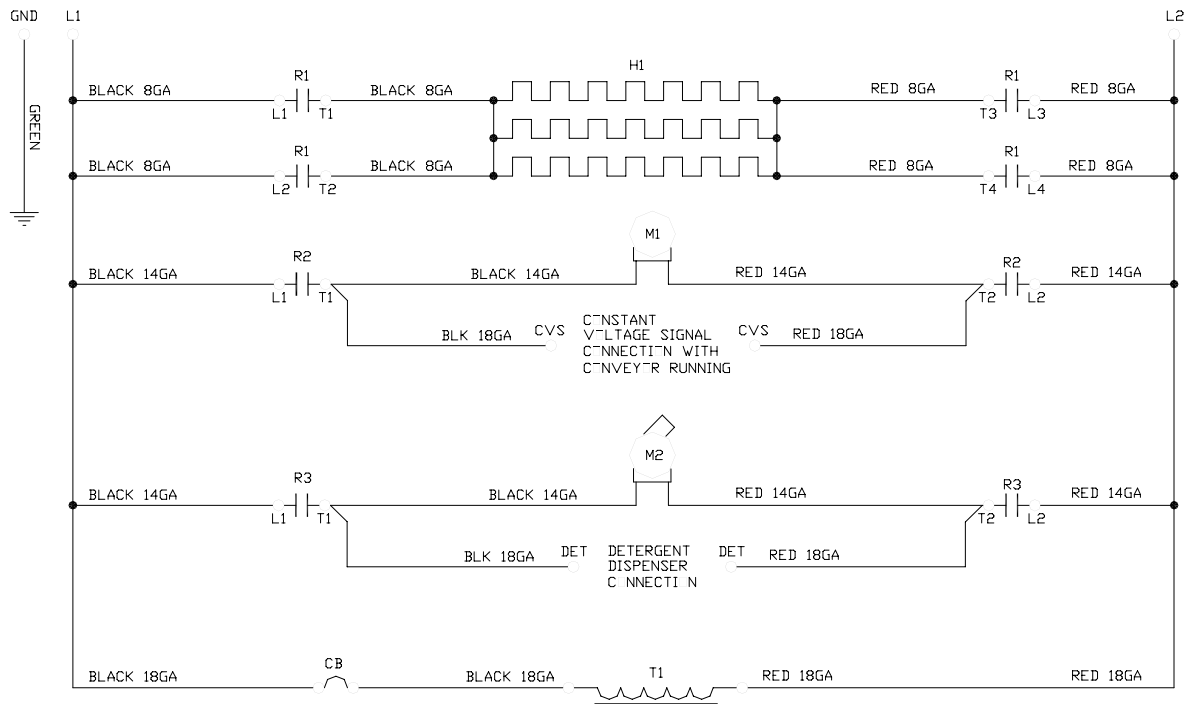 GND L1 L2
H1
R1 R1
BLACK 8GA BLACK 8GA RED 8GA RED 8GA
L1 T1 T3 L3
GREEN
R1 R1
BLACK 8GA BLACK 8GA RED 8GA RED 8GA
L2 T2 T4 L4
M1
R2 R2
BLACK 14GA BLACK 14GA RED 14GA RED 14GA
L1 T1 T2 L2
BLK 18GA CVS CVS RED 18GA
C‾NSTANT
V‾LTAGE SIGNAL
C‾NNECTI‾N WITH
C‾NVEY‾R RUNNING
M2
R3 R3
BLACK 14GA BLACK 14GA RED 14GA RED 14GA
L1 T1 T2 L2
BLK 18GA DET DET RED 18GA
DETERGENT
DISPENSER
C NNECTI N
CB T1
BLACK 18GA BLACK 18GA RED 18GA RED 18GA